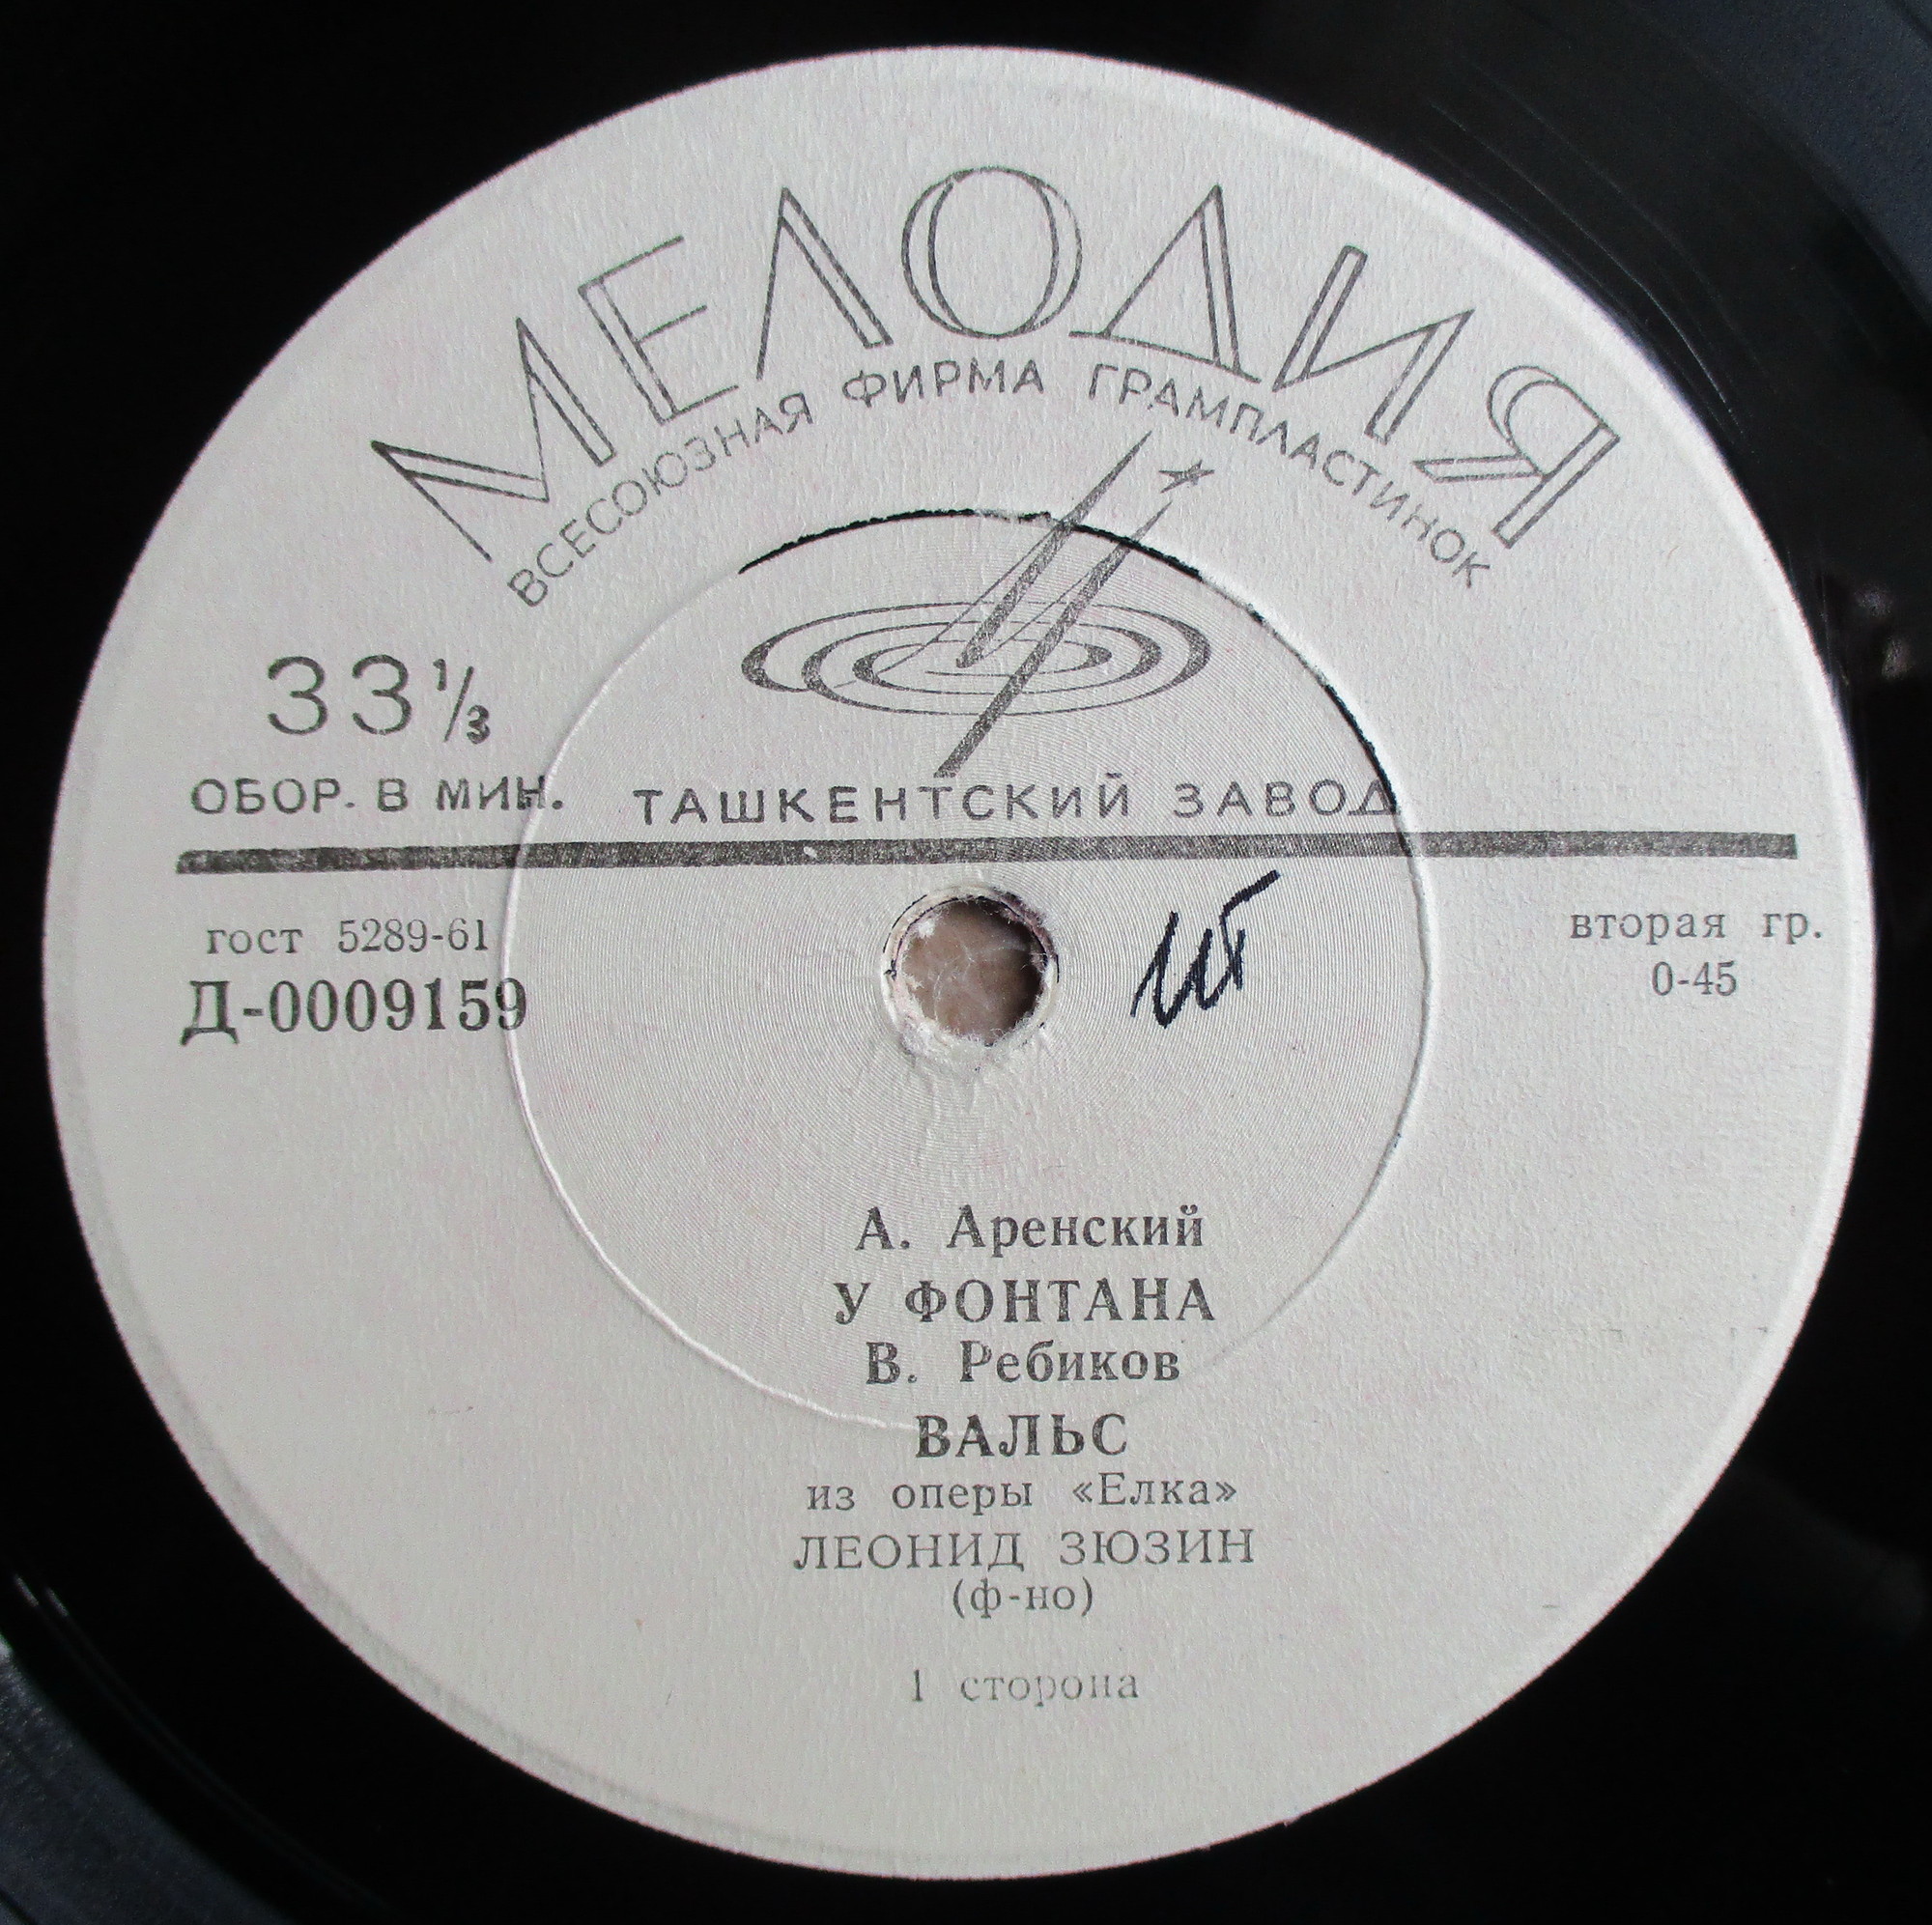 МЕЛОДИЯ
ВСЕСОЮЗНАЯ ФИРМА ГРАМПЛАСТИНОК
33⅓
ОБОР. В МИН.
ТАШКЕНТСКИЙ ЗАВОД
гост 5289-61
Д-0009159
вторая гр.
0-45
А. Аренский
У ФОНТАНА
В. Ребиков
ВАЛЬС
из оперы «Елка»
ЛЕОНИД ЗЮЗИН
(ф-но)
1 сторона